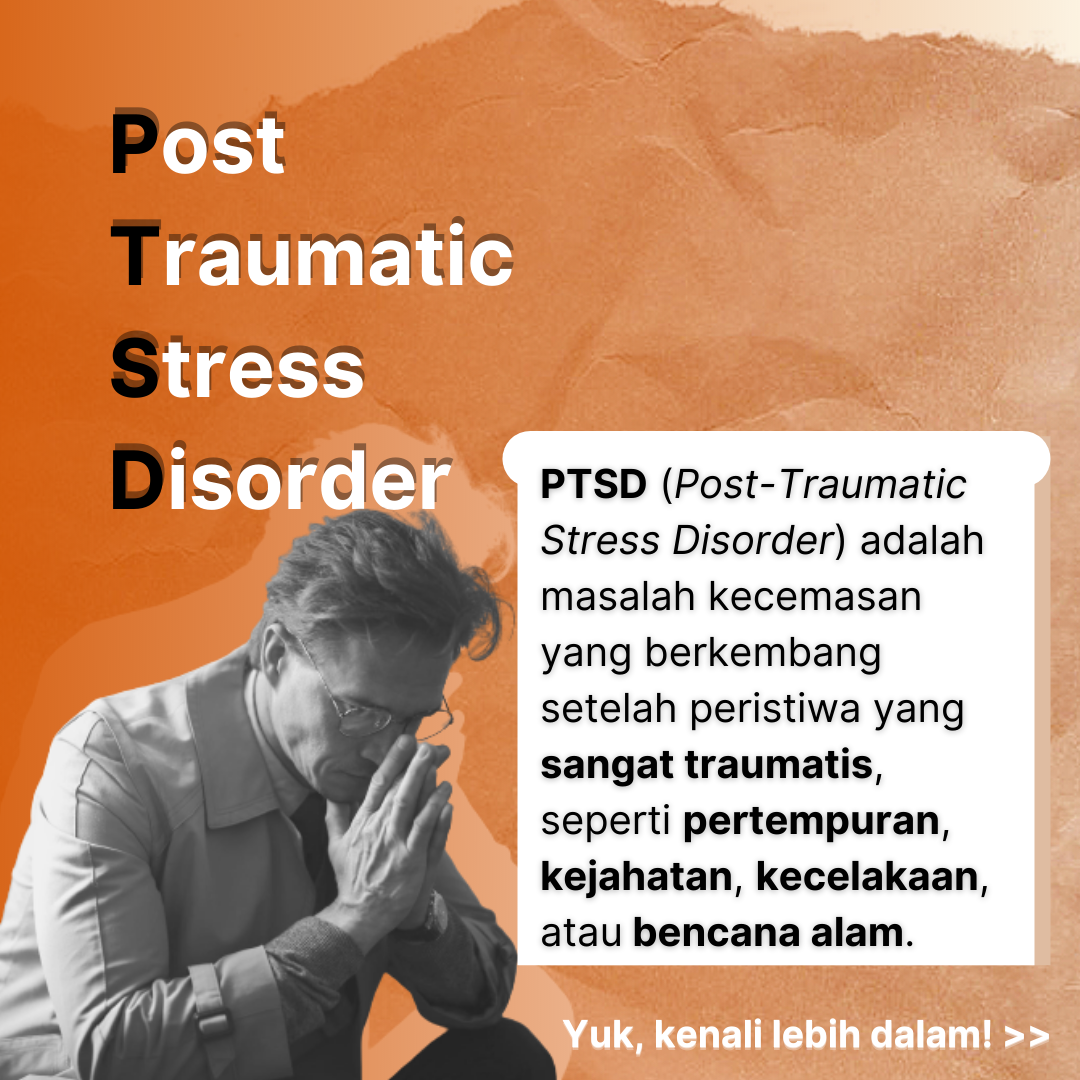 Post
Traumatic
Stress
Disorder
PTSD (Post-Traumatic
Stress Disorder) adalah
masalah kecemasan
yang berkembang
setelah peristiwa yang
sangat traumatis,
seperti pertempuran,
kejahatan, kecelakaan,
atau bencana alam.
Yuk, kenali lebih dalam! >>